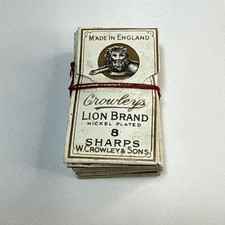 MADE IN ENGLAND
Crowley's
LION BRAND
NICKEL PLATED
8
SHARPS
W. CROWLEY & SONS